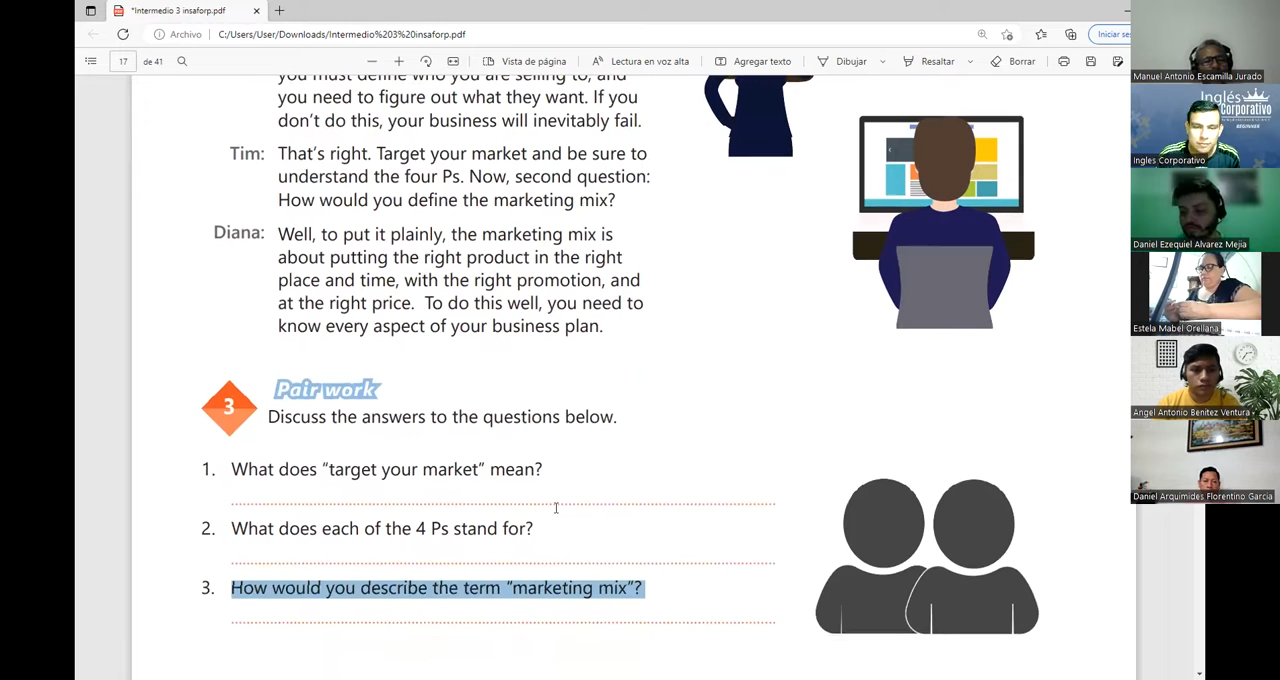 *Intermedio 3 insaforp.pdf
Archivo
C:/Users/User/Downloads/Intermedio%203%20insaforp.pdf
Iniciar ses
17 de 41
Vista de página
Lectura en voz alta
Agregar texto
Dibujar
Resaltar
Borrar
you must define who you are selling to, and
you need to figure out what they want. If you
don't do this, your business will inevitably fail.
Tim: That's right. Target your market and be sure to
understand the four Ps. Now, second question:
How would you define the marketing mix?
Diana: Well, to put it plainly, the marketing mix is
about putting the right product in the right
place and time, with the right promotion, and
at the right price. To do this well, you need to
know every aspect of your business plan.
3
Pair work
Discuss the answers to the questions below.
1. What does "target your market" mean?
2. What does each of the 4 Ps stand for?
3. How would you describe the term "marketing mix"?
Manuel Antonio Escamilla Jurado
Inglés
Corporativo
BEGINNER
Ingles Corporativo
Daniel Ezequiel Alvarez Mejia
Estela Mabel Orellana
Angel Antonio Benitez Ventura
Daniel Arquimides Florentino Garcia